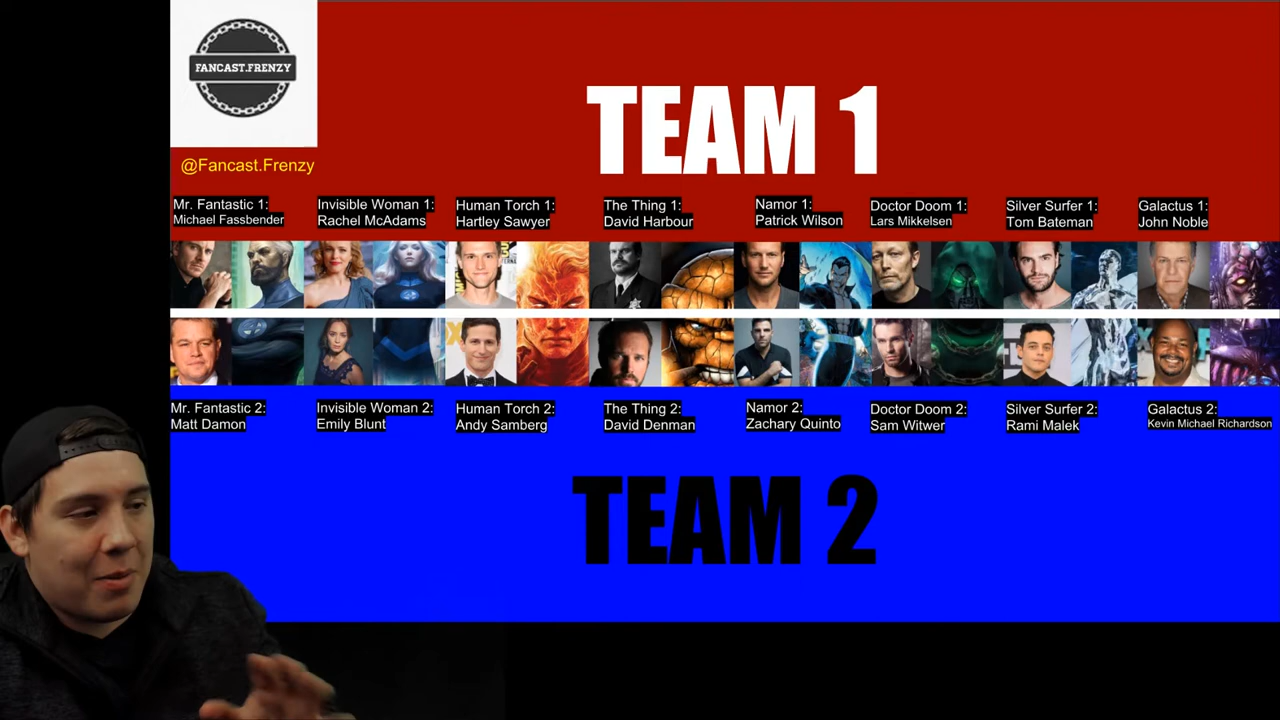 FANCAST.FRENZY
TEAM 1
@Fancast.Frenzy
Mr. Fantastic 1:
Michael Fassbender
Invisible Woman 1:
Rachel McAdams
Human Torch 1:
Hartley Sawyer
The Thing 1:
David Harbour
Namor 1:
Patrick Wilson
Doctor Doom 1:
Lars Mikkelsen
Silver Surfer 1:
Tom Bateman
Galactus 1:
John Noble
Mr. Fantastic 2:
Matt Damon
Invisible Woman 2:
Emily Blunt
Human Torch 2:
Andy Samberg
The Thing 2:
David Denman
Namor 2:
Zachary Quinto
Doctor Doom 2:
Sam Witwer
Silver Surfer 2:
Rami Malek
Galactus 2:
Kevin Michael Richardson
TEAM 2